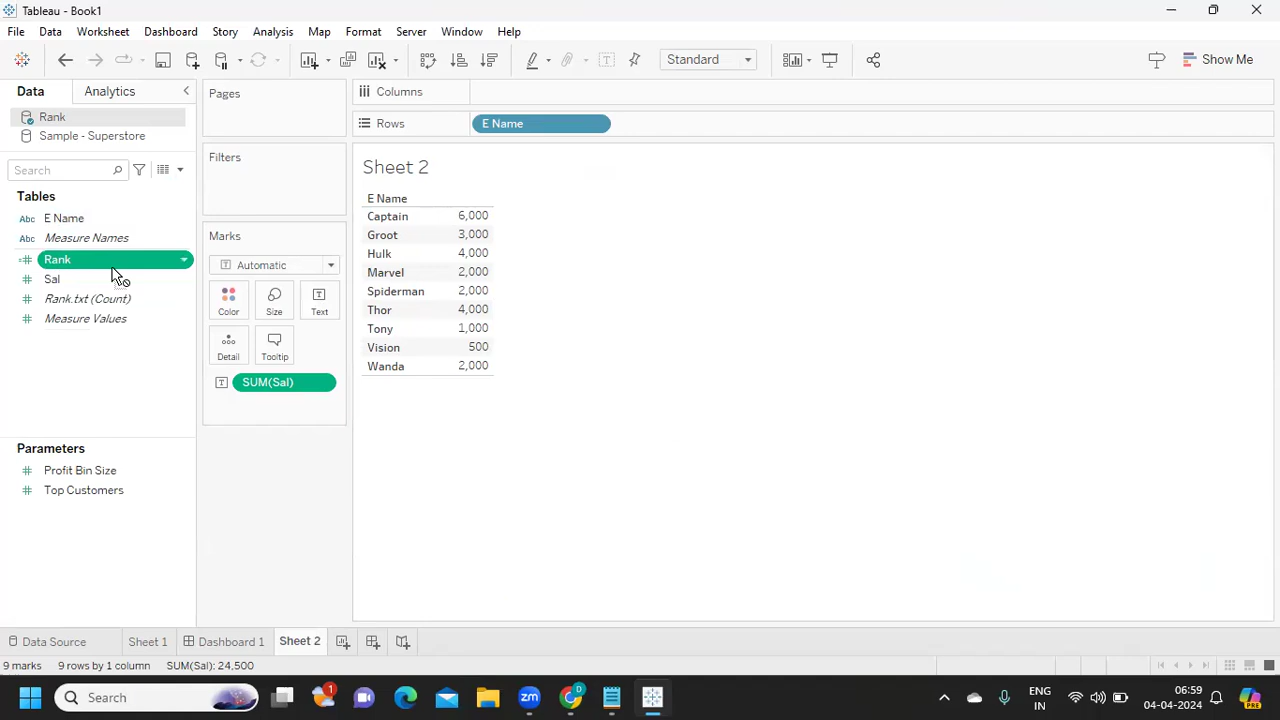 Tableau - Book1
File Data Worksheet Dashboard Story Analysis Map Format Server Window Help
Standard
Show Me
Data Analytics
Rank
Sample - Superstore
Search
Tables
Abc E Name
Abc Measure Names
Rank
Sal
Rank.txt (Count)
Measure Values
Parameters
Profit Bin Size
Top Customers
Pages
Filters
Marks
Automatic
Color Size Text
Detail Tooltip
SUM(Sal)
Columns
Rows E Name
Sheet 2
E Name
Captain 6,000
Groot 3,000
Hulk 4,000
Marvel 2,000
Spiderman 2,000
Thor 4,000
Tony 1,000
Vision 500
Wanda 2,000
Data Source Sheet 1 Dashboard 1 Sheet 2
9 marks 9 rows by 1 column SUM(Sal): 24,500
Search
1
zm
D
ENG
IN
06:59
04-04-2024
PRE